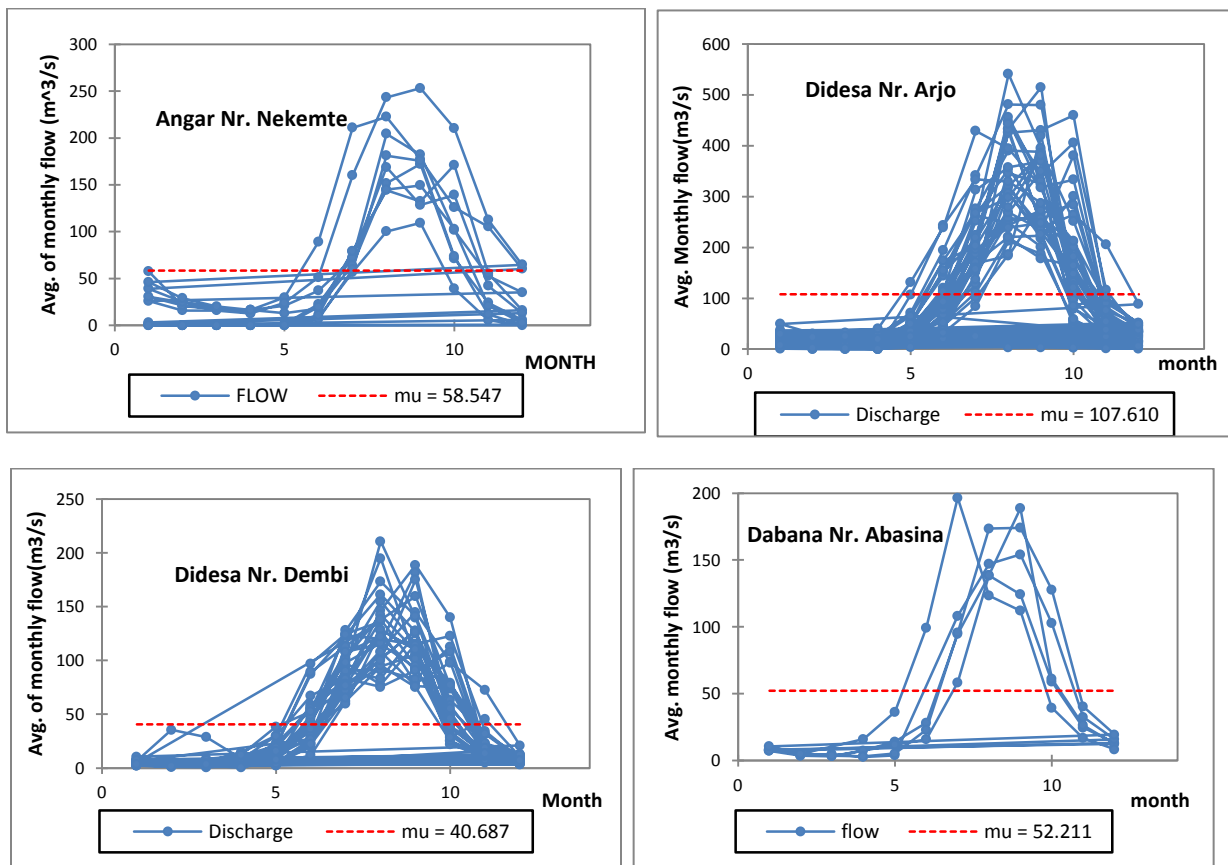 Avg. of monthly flow (m^3/s)
300
250
200
150
100
50
0
Angar Nr. Nekemte
0 5 10
MONTH
FLOW mu = 58.547
Avg. Monthly flow(m3/s)
600
500
400
300
200
100
0
Didesa Nr. Arjo
0 5 10
month
Discharge mu = 107.610
Avg. of monthly flow(m3/s)
250
200
150
100
50
0
Didesa Nr. Dembi
0 5 10
Month
Discharge mu = 40.687
Avg. monthly flow (m3/s)
200
150
100
50
0
Dabana Nr. Abasina
0 5 10
month
flow mu = 52.211